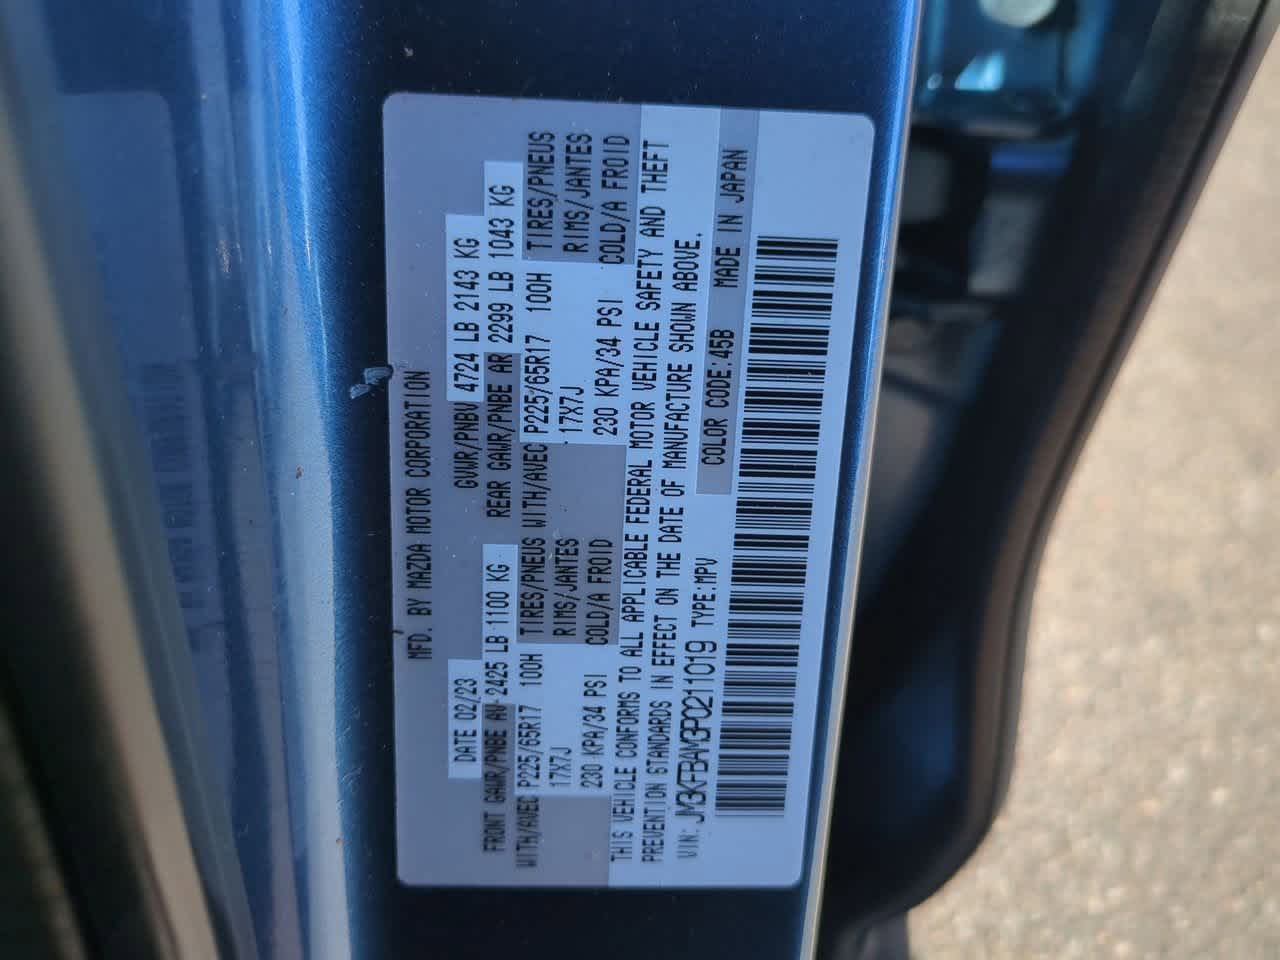 MFD. BY MAZDA MOTOR CORPORATION
DATE 02/23 GVWR/PNBV 4724 LB 2143 KG
FRONT GAWR/PNBE AV 2425 LB 1100 KG REAR GAWR/PNBE AR 2299 LB 1043 KG
WITH/AVEC P225/65R17 100H TIRES/PNEUS WITH/AVEC P225/65R17 100H TIRES/PNEUS
17X7J RIMS/JANTES 17X7J RIMS/JANTES
230 KPA/34 PSI COLD/A FROID 230 KPA/34 PSI COLD/A FROID
THIS VEHICLE CONFORMS TO ALL APPLICABLE FEDERAL MOTOR VEHICLE SAFETY AND THEFT
PREVENTION STANDARDS IN EFFECT ON THE DATE OF MANUFACTURE SHOWN ABOVE.
VIN: JM3KFBAM3P0211019 TYPE:MPV COLOR CODE:45B MADE IN JAPAN